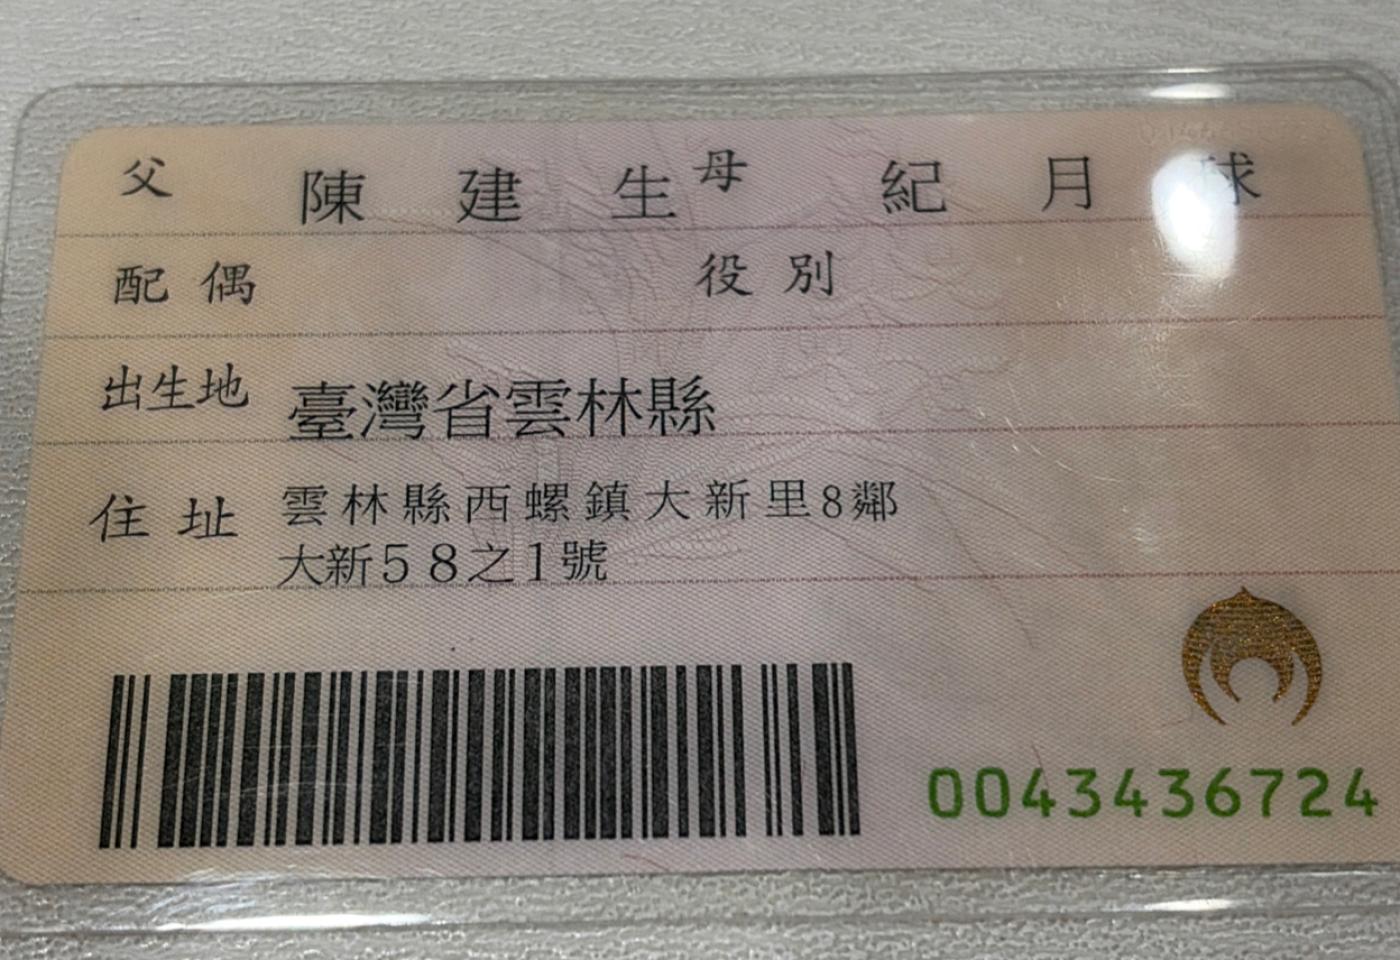 父 陳建生 母 紀月球
配偶 役別
出生地 臺灣省雲林縣
住址 雲林縣西螺鎮大新里8鄰
大新58之1號
0043436724